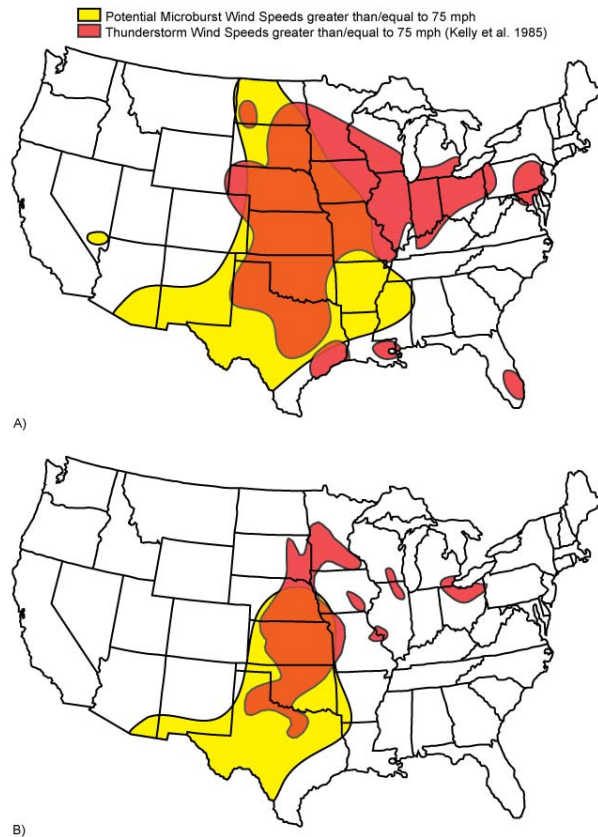 Potential Microburst Wind Speeds greater than/equal to 75 mph
Thunderstorm Wind Speeds greater than/equal to 75 mph (Kelly et al. 1985)
A)
B)